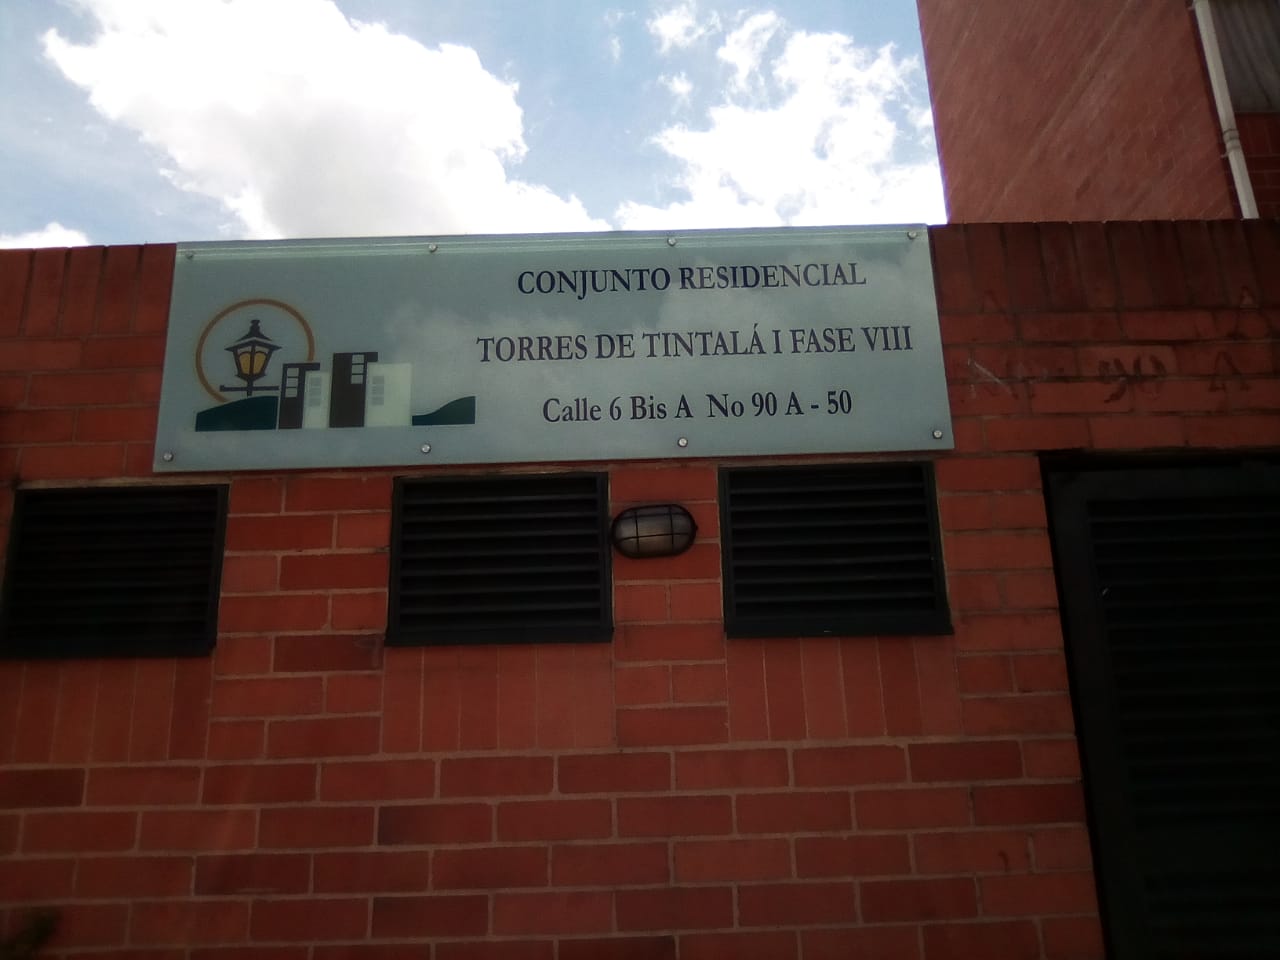 CONJUNTO RESIDENCIAL
TORRES DE TINTALÁ I FASE VIII
Calle 6 Bis A No 90 A - 50